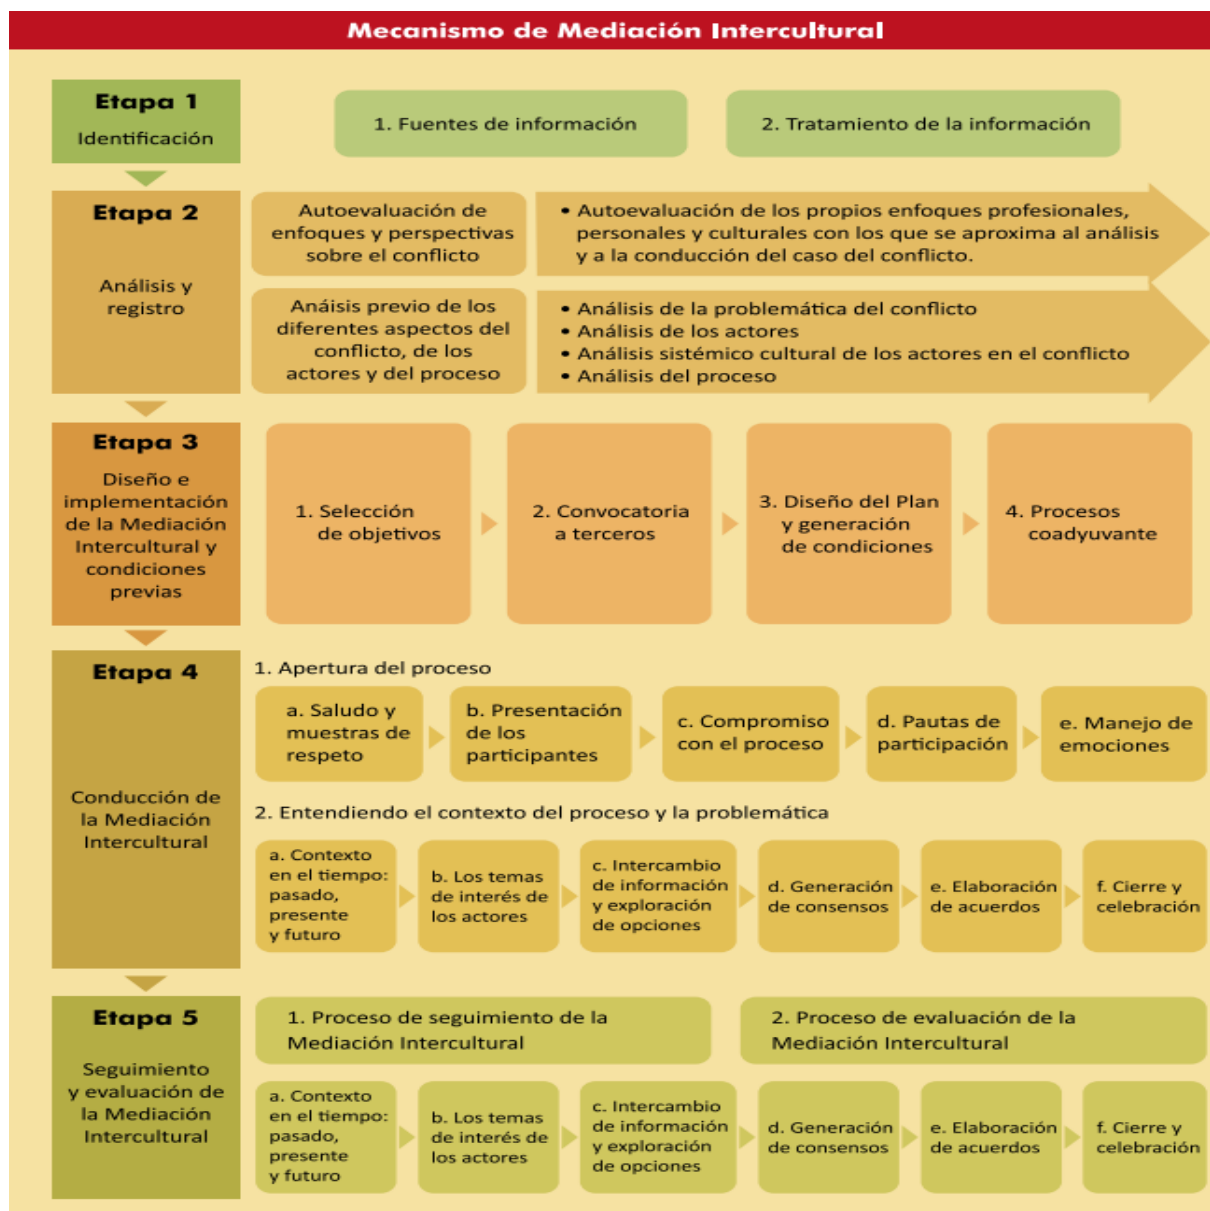 Mecanismo de Mediación Intercultural
Etapa 1
Identificación
1. Fuentes de información
2. Tratamiento de la información
Etapa 2
Análisis y
registro
Autoevaluación de
enfoques y perspectivas
sobre el conflicto
• Autoevaluación de los propios enfoques profesionales,
personales y culturales con los que se aproxima al análisis
y a la conducción del caso del conflicto.
Anáisis previo de los
diferentes aspectos del
conflicto, de los
actores y del proceso
• Análisis de la problemática del conflicto
• Análisis de los actores
• Análisis sistémico cultural de los actores en el conflicto
• Análisis del proceso
Etapa 3
Diseño e
implementación
de la Mediación
Intercultural y
condiciones
previas
1. Selección
de objetivos
2. Convocatoria
a terceros
3. Diseño del Plan
y generación
de condiciones
4. Procesos
coadyuvante
Etapa 4
Conducción de
la Mediación
Intercultural
1. Apertura del proceso
a. Saludo y
muestras de
respeto
b. Presentación
de los
participantes
c. Compromiso
con el proceso
d. Pautas de
participación
e. Manejo de
emociones
2. Entendiendo el contexto del proceso y la problemática
a. Contexto
en el tiempo:
pasado,
presente
y futuro
b. Los temas
de interés de
los actores
c. Intercambio
de información
y exploración
de opciones
d. Generación
de consensos
e. Elaboración
de acuerdos
f. Cierre y
celebración
Etapa 5
Seguimiento
y evaluación de
la Mediación
Intercultural
1. Proceso de seguimiento de la
Mediación Intercultural
2. Proceso de evaluación de la
Mediación Intercultural
a. Contexto
en el tiempo:
pasado,
presente
y futuro
b. Los temas
de interés de
los actores
c. Intercambio
de información
y exploración
de opciones
d. Generación
de consensos
e. Elaboración
de acuerdos
f. Cierre y
celebración